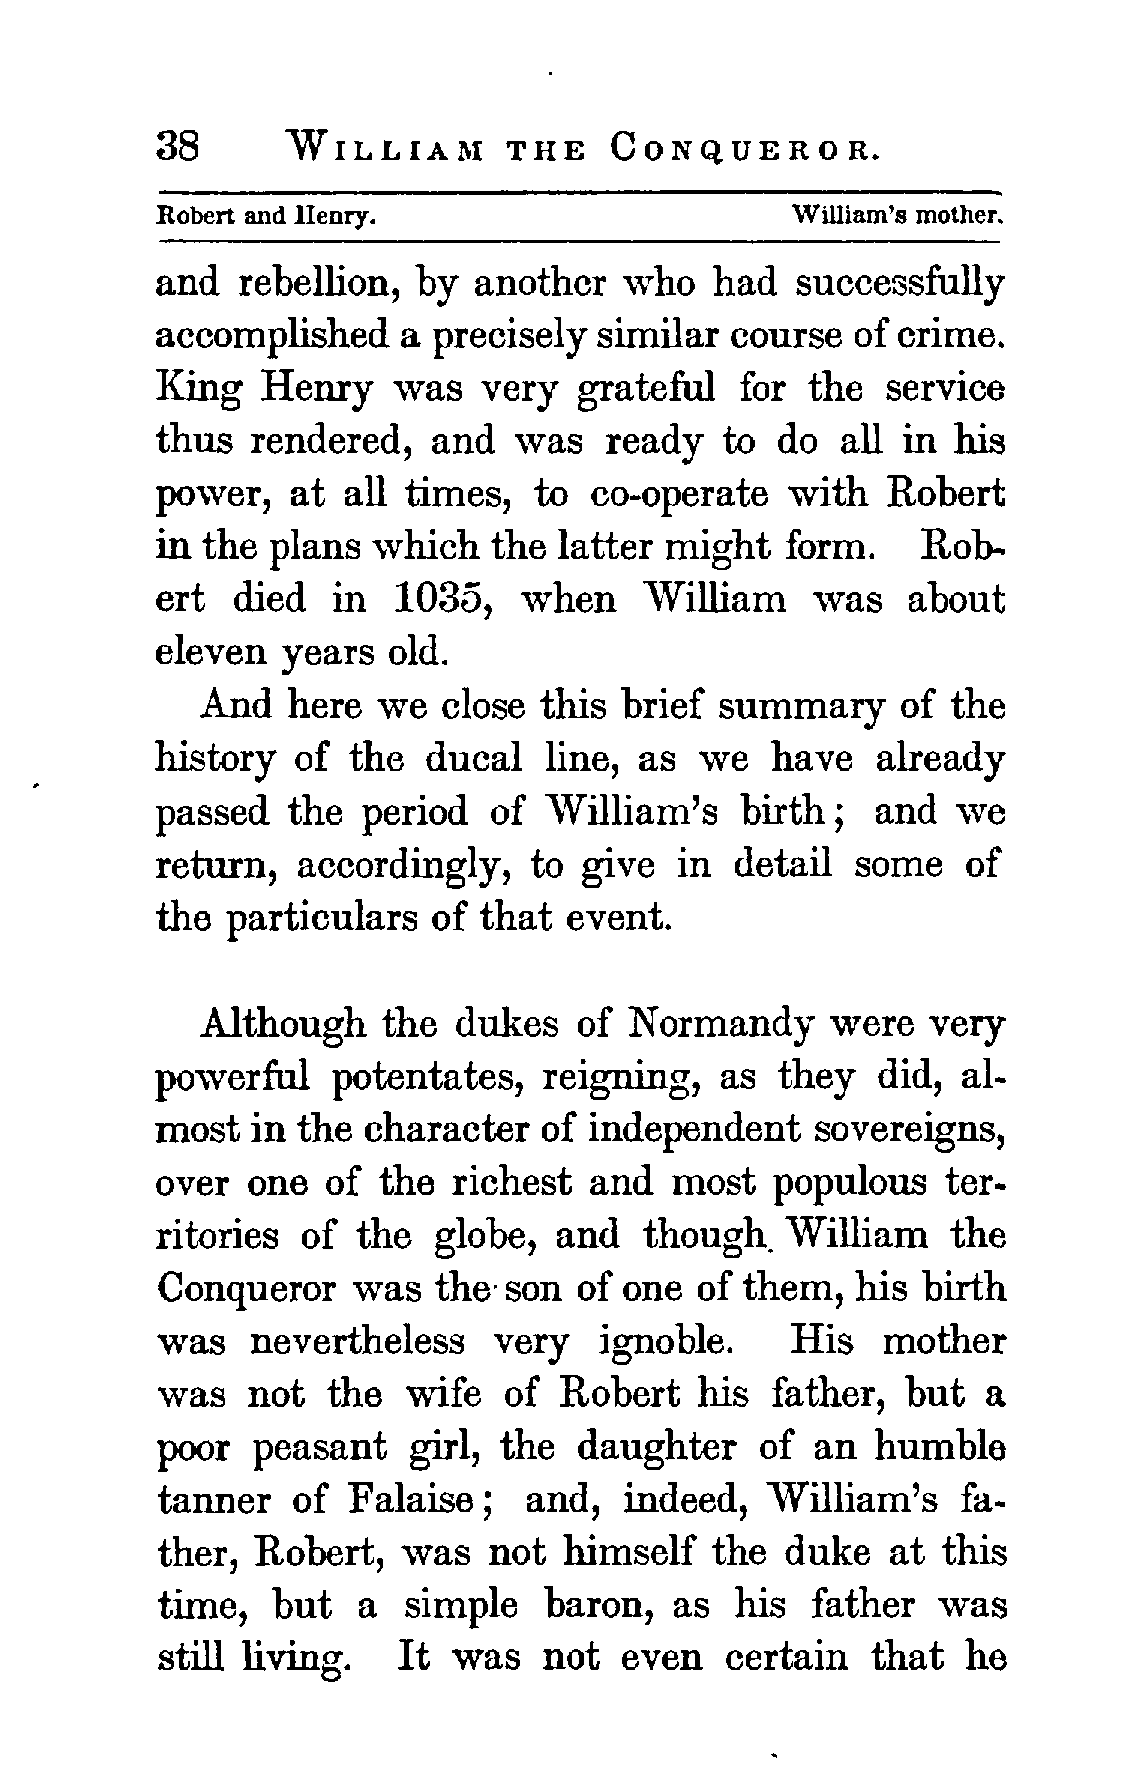 38 WILLIAM THE CONQUEROR.
Robert and Henry. William's mother.
and rebellion, by another who had successfully
accomplished a precisely similar course of crime.
King Henry was very grateful for the service
thus rendered, and was ready to do all in his
power, at all times, to co-operate with Robert
in the plans which the latter might form. Rob-
ert died in 1035, when William was about
eleven years old.
And here we close this brief summary of the
history of the ducal line, as we have already
passed the period of William's birth; and we
return, accordingly, to give in detail some of
the particulars of that event.
Although the dukes of Normandy were very
powerful potentates, reigning, as they did, al-
most in the character of independent sovereigns,
over one of the richest and most populous ter-
ritories of the globe, and though William the
Conqueror was the son of one of them, his birth
was nevertheless very ignoble. His mother
was not the wife of Robert his father, but a
poor peasant girl, the daughter of an humble
tanner of Falaise; and, indeed, William's fa-
ther, Robert, was not himself the duke at this
time, but a simple baron, as his father was
still living. It was not even certain that he